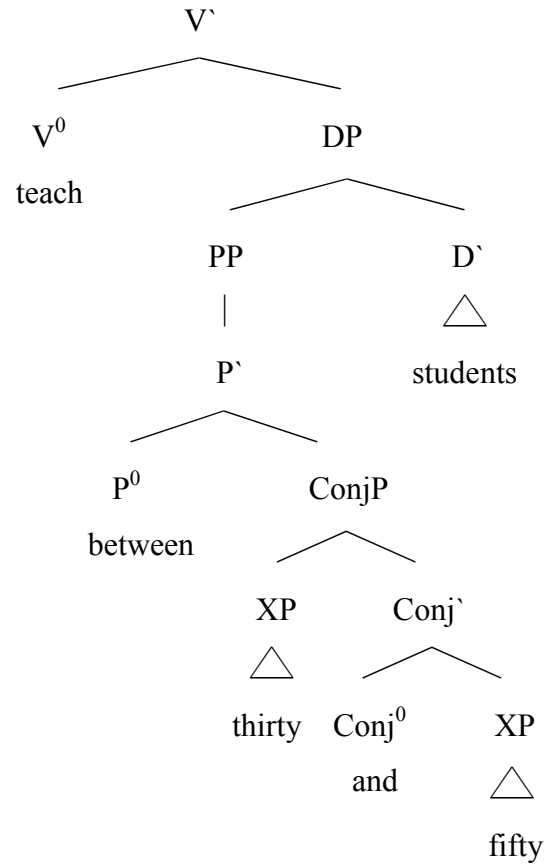 V`
V⁰ DP
teach
PP D`
P` students
P⁰ ConjP
between
XP Conj`
thirty Conj⁰ XP
and
fifty